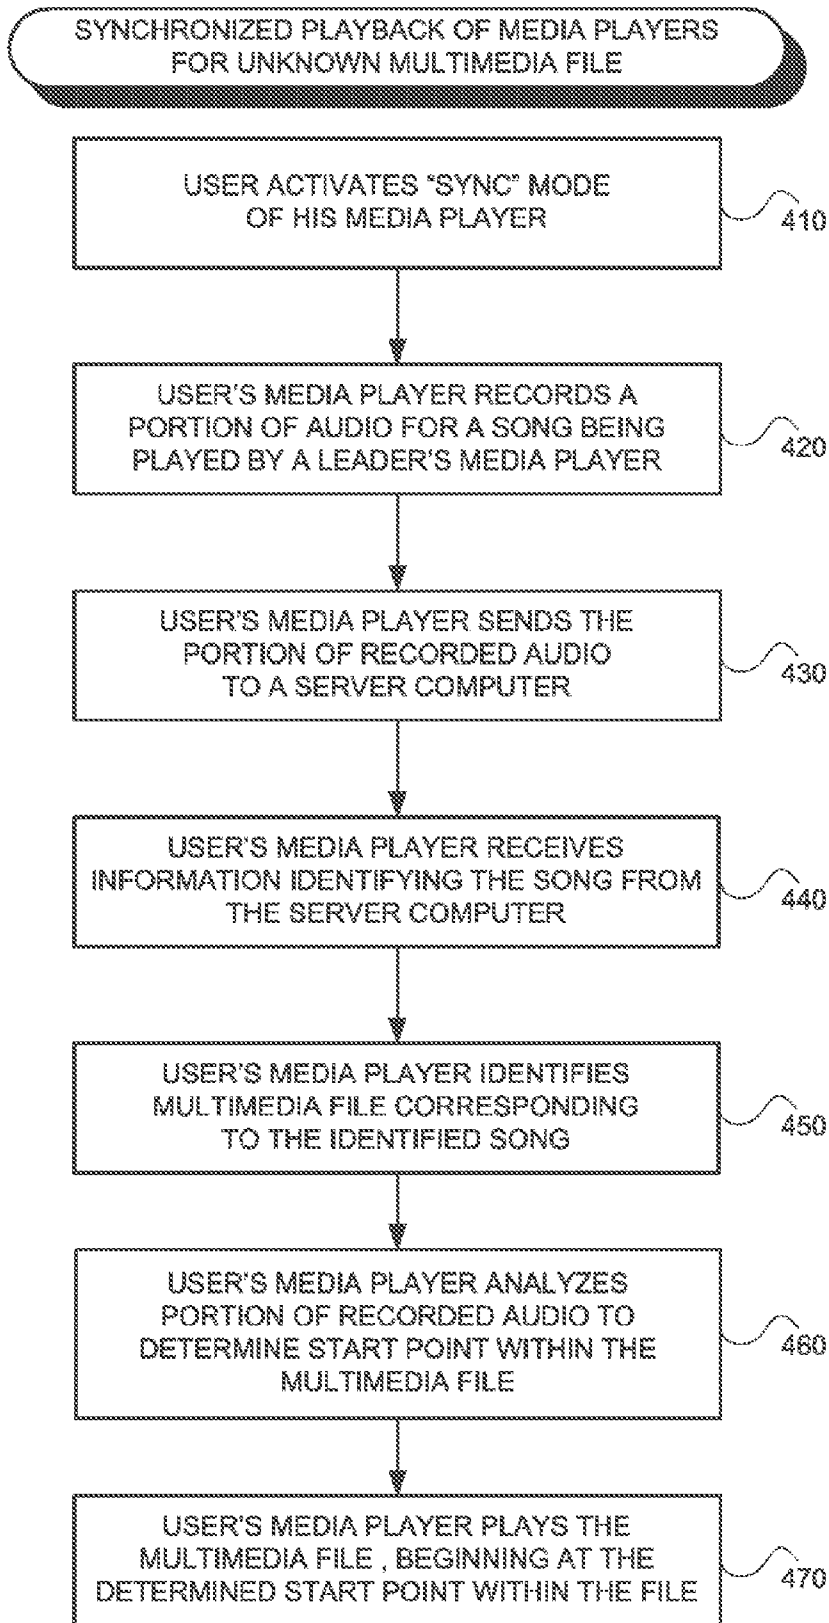 SYNCHRONIZED PLAYBACK OF MEDIA PLAYERS
FOR UNKNOWN MULTIMEDIA FILE
USER ACTIVATES "SYNC" MODE
OF HIS MEDIA PLAYER
410
USER'S MEDIA PLAYER RECORDS A
PORTION OF AUDIO FOR A SONG BEING
PLAYED BY A LEADER'S MEDIA PLAYER
420
USER'S MEDIA PLAYER SENDS THE
PORTION OF RECORDED AUDIO
TO A SERVER COMPUTER
430
USER'S MEDIA PLAYER RECEIVES
INFORMATION IDENTIFYING THE SONG FROM
THE SERVER COMPUTER
440
USER'S MEDIA PLAYER IDENTIFIES
MULTIMEDIA FILE CORRESPONDING
TO THE IDENTIFIED SONG
450
USER'S MEDIA PLAYER ANALYZES
PORTION OF RECORDED AUDIO TO
DETERMINE START POINT WITHIN THE
MULTIMEDIA FILE
460
USER'S MEDIA PLAYER PLAYS THE
MULTIMEDIA FILE , BEGINNING AT THE
DETERMINED START POINT WITHIN THE FILE
470